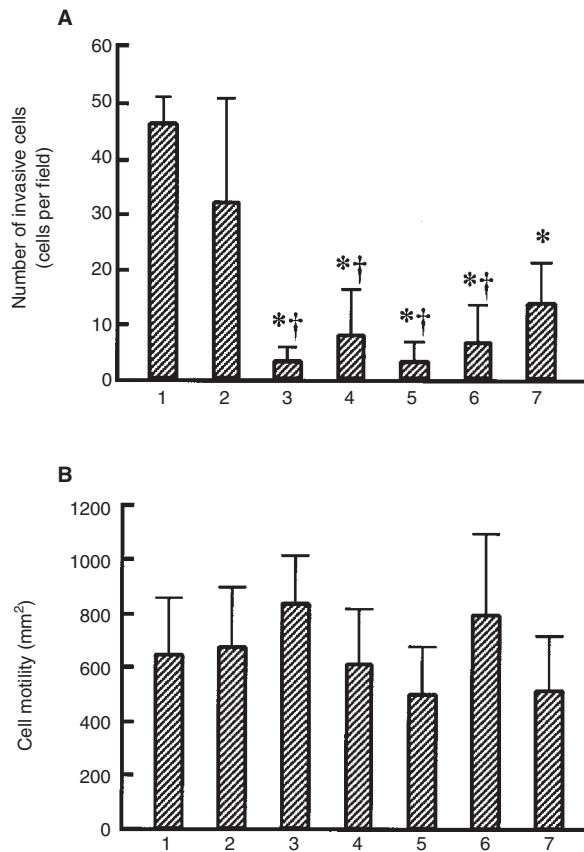 A
60
50
40
30
20
10
0
Number of invasive cells
(cells per field)
*† *† *† *† *
1 2 3 4 5 6 7
B
1200
1000
800
600
400
200
0
Cell motility (mm²)
1 2 3 4 5 6 7